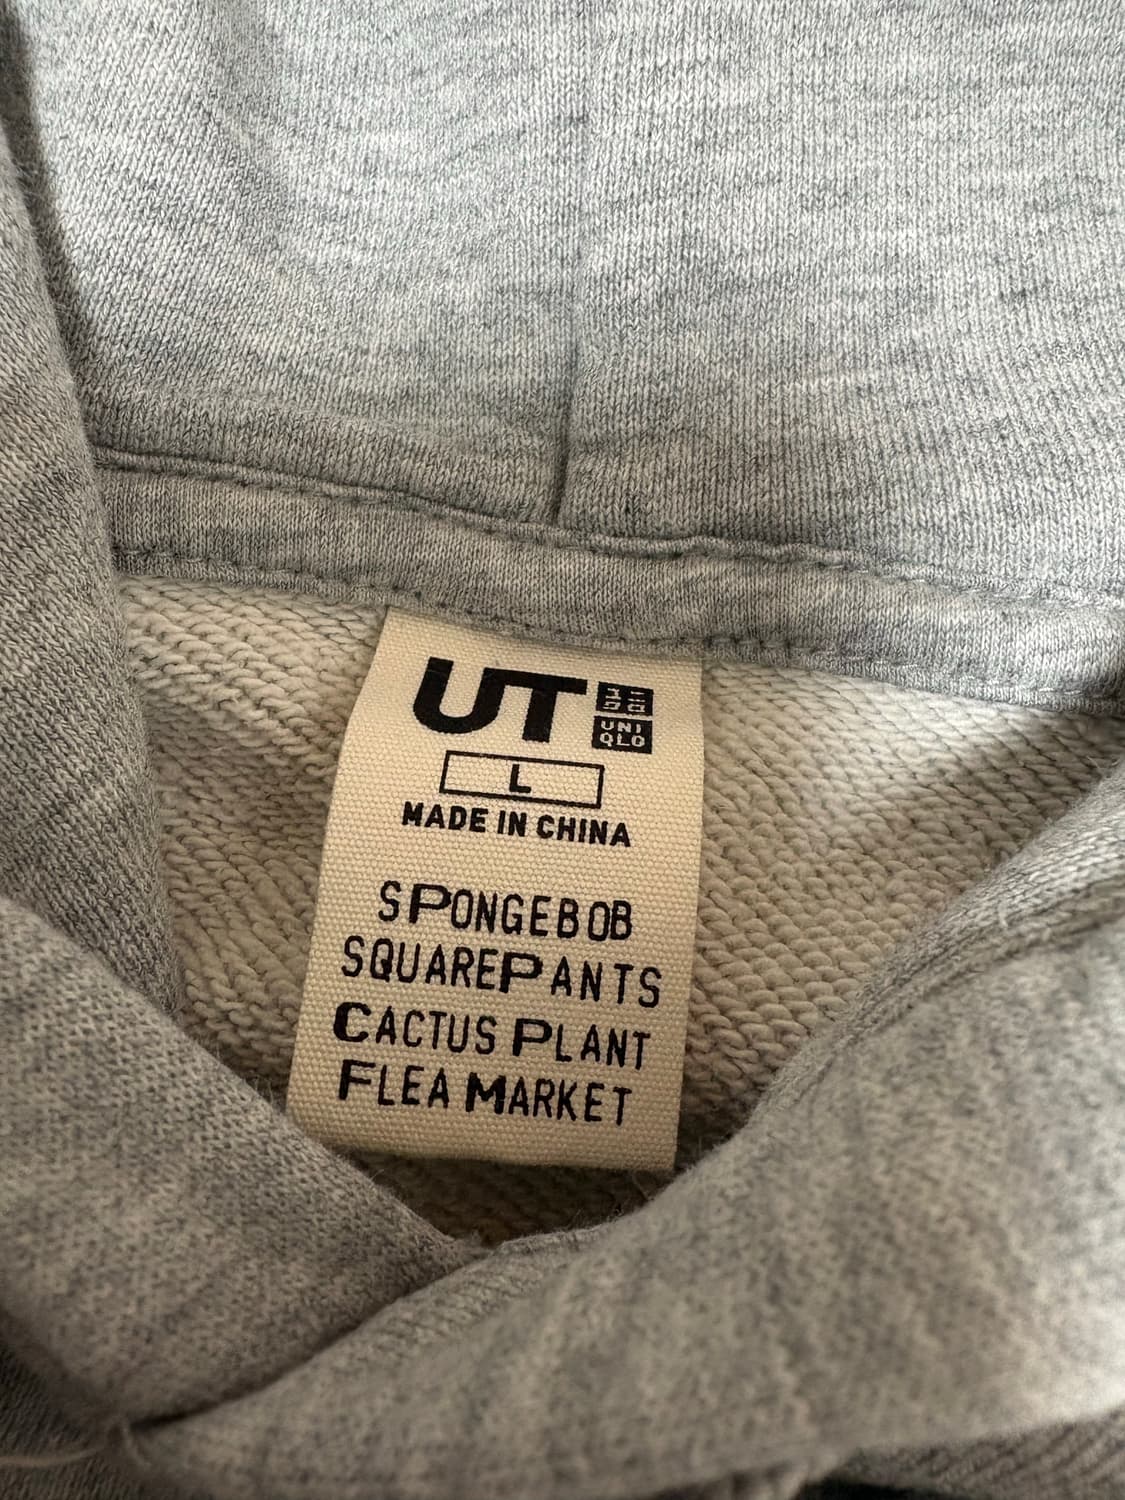 UT ユニクロ
UNIQLO
L
MADE IN CHINA
SPONGEBOB
SQUAREPANTS
CACTUS PLANT
FLEA MARKET